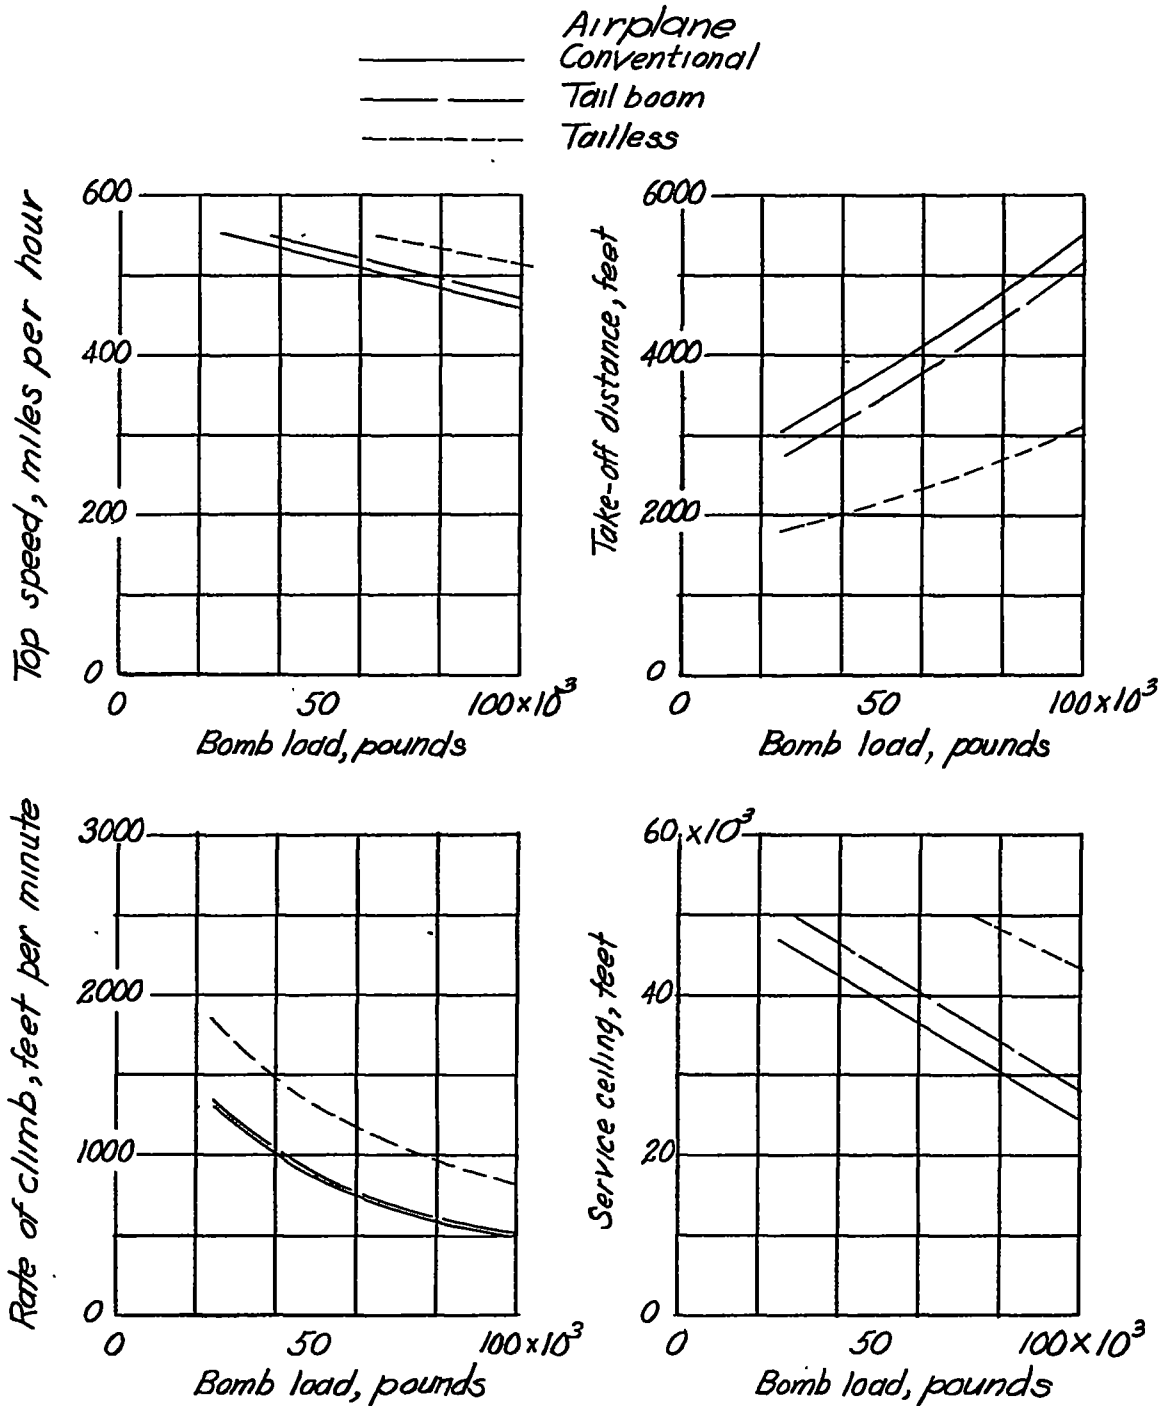 Airplane
Conventional
Tail boom
Tailless
Top speed, miles per hour
600
400
200
0
0 50 100×10³
Bomb load, pounds
Take-off distance, feet
6000
4000
2000
0
0 50 100×10³
Bomb load, pounds
Rate of climb, feet per minute
3000
2000
1000
0
0 50 100×10³
Bomb load, pounds
Service ceiling, feet
60×10³
40
20
0
0 50 100×10³
Bomb load, pounds